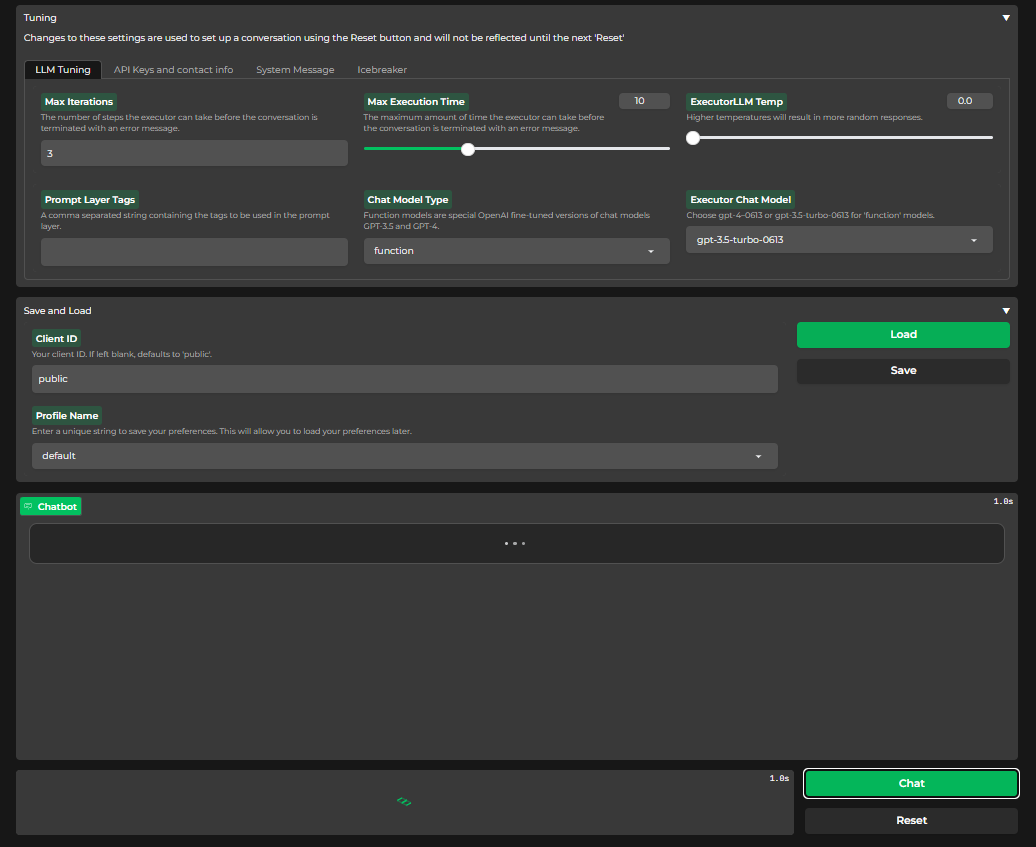 Tuning
Changes to these settings are used to set up a conversation using the Reset button and will not be reflected until the next 'Reset'
LLM Tuning
API Keys and contact info
System Message
Icebreaker
Max Iterations
The number of steps the executor can take before the conversation is
terminated with an error message.
3
Max Execution Time
10
The maximum amount of time the executor can take before
the conversation is terminated with an error message.
ExecutorLLM Temp
0.0
Higher temperatures will result in more random responses.
Prompt Layer Tags
A comma separated string containing the tags to be used in the prompt
layer.
Chat Model Type
Function models are special OpenAI fine-tuned versions of chat models
GPT-3.5 and GPT-4.
function
Executor Chat Model
Choose gpt-4-0613 or gpt-3.5-turbo-0613 for 'function' models.
gpt-3.5-turbo-0613
Save and Load
Client ID
Your client ID. If left blank, defaults to 'public'.
public
Load
Save
Profile Name
Enter a unique string to save your preferences. This will allow you to load your preferences later.
default
Chatbot
1.0s
1.0s
Chat
Reset